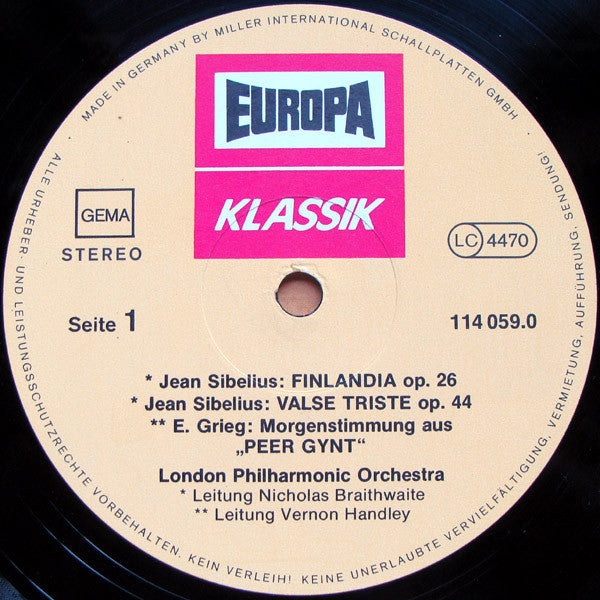 MADE IN GERMANY BY MILLER INTERNATIONAL SCHALLPLATTEN GMBH
EUROPA
KLASSIK
GEMA
STEREO
LC 4470
Seite 1
114 059.0
* Jean Sibelius: FINLANDIA op. 26
* Jean Sibelius: VALSE TRISTE op. 44
** E. Grieg: Morgenstimmung aus
„PEER GYNT“
London Philharmonic Orchestra
* Leitung Nicholas Braithwaite
** Leitung Vernon Handley
ALLE URHEBER- UND LEISTUNGSSCHUTZRECHTE VORBEHALTEN. KEIN VERLEIH! KEINE UNERLAUBTE VERVIELFÄLTIGUNG, VERMIETUNG, AUFFÜHRUNG, SENDUNG!